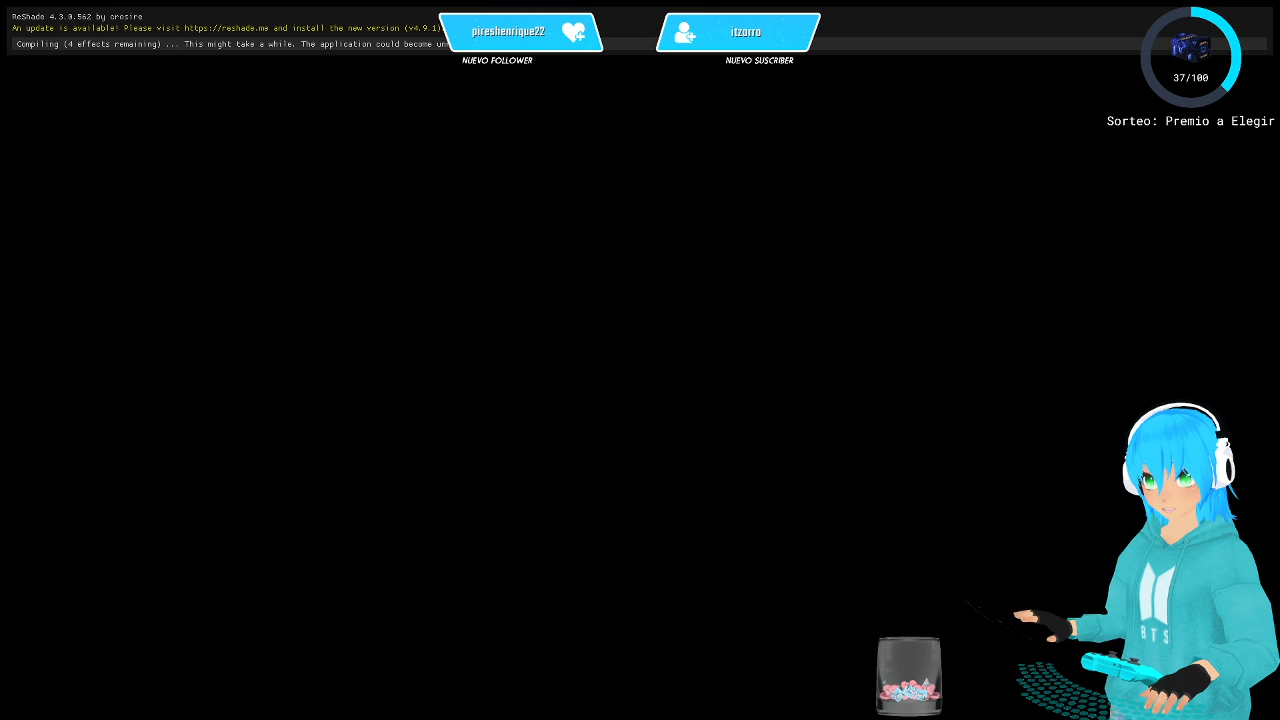 ReShade 4.3.0.562 by crosire
An update is available! Please visit https://reshade.me and install the new version (v4.9.1)
Compiling (4 effects remaining) ... This might take a while. The application could become un
pireshenrique22
NUEVO FOLLOWER
itzarro
NUEVO SUSCRIBER
37/100
Sorteo: Premio a Elegir
BTS